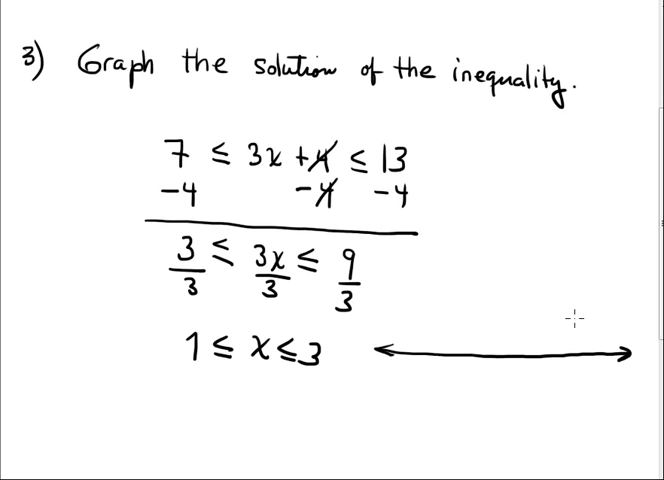 3) Graph the solution of the inequality.
7 ≤ 3x + 4 ≤ 13
-4 -4 -4
3/3 ≤ 3x/3 ≤ 9/3
1 ≤ x ≤ 3